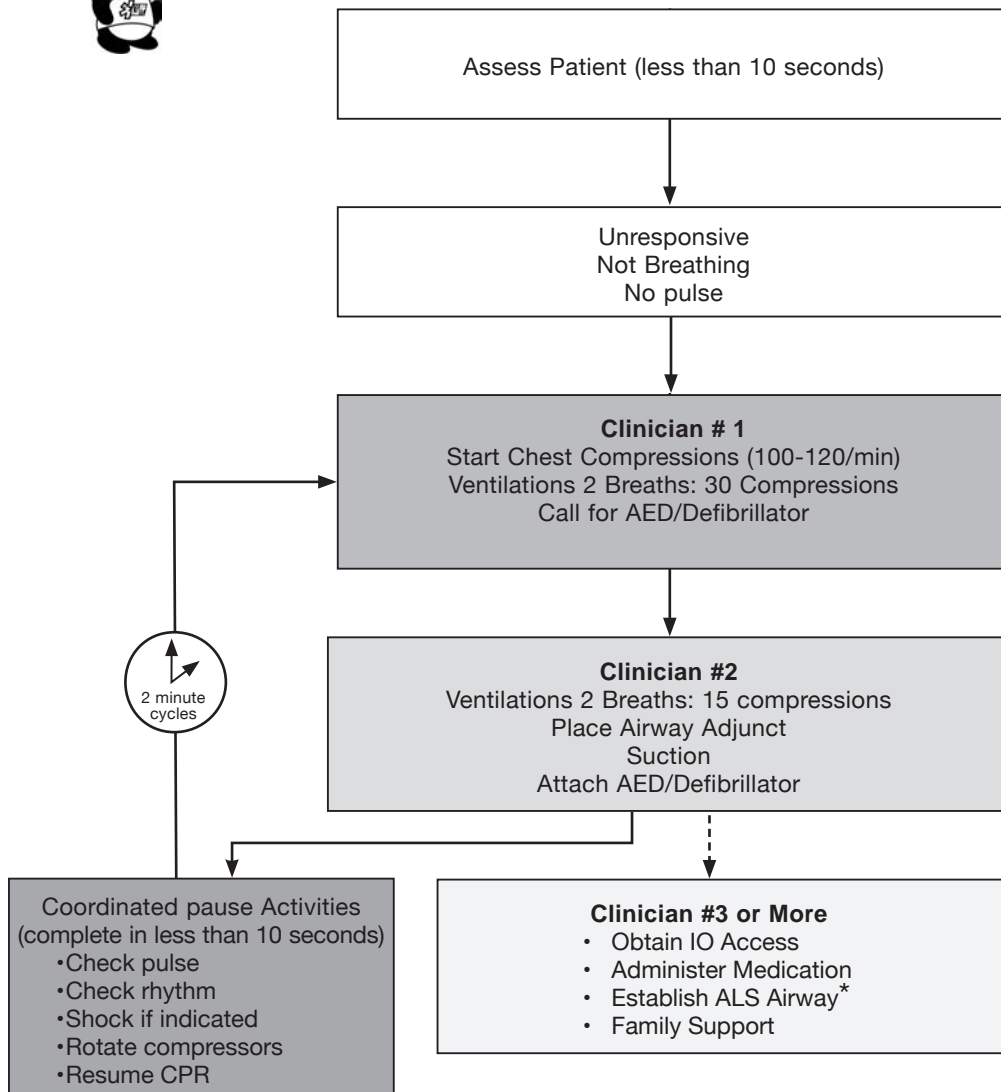 Assess Patient (less than 10 seconds)
Unresponsive
Not Breathing
No pulse
Clinician # 1
Start Chest Compressions (100-120/min)
Ventilations 2 Breaths: 30 Compressions
Call for AED/Defibrillator
2 minute
cycles
Clinician #2
Ventilations 2 Breaths: 15 compressions
Place Airway Adjunct
Suction
Attach AED/Defibrillator
Coordinated pause Activities
(complete in less than 10 seconds)
•Check pulse
•Check rhythm
•Shock if indicated
•Rotate compressors
•Resume CPR
Clinician #3 or More
• Obtain IO Access
• Administer Medication
• Establish ALS Airway*
• Family Support